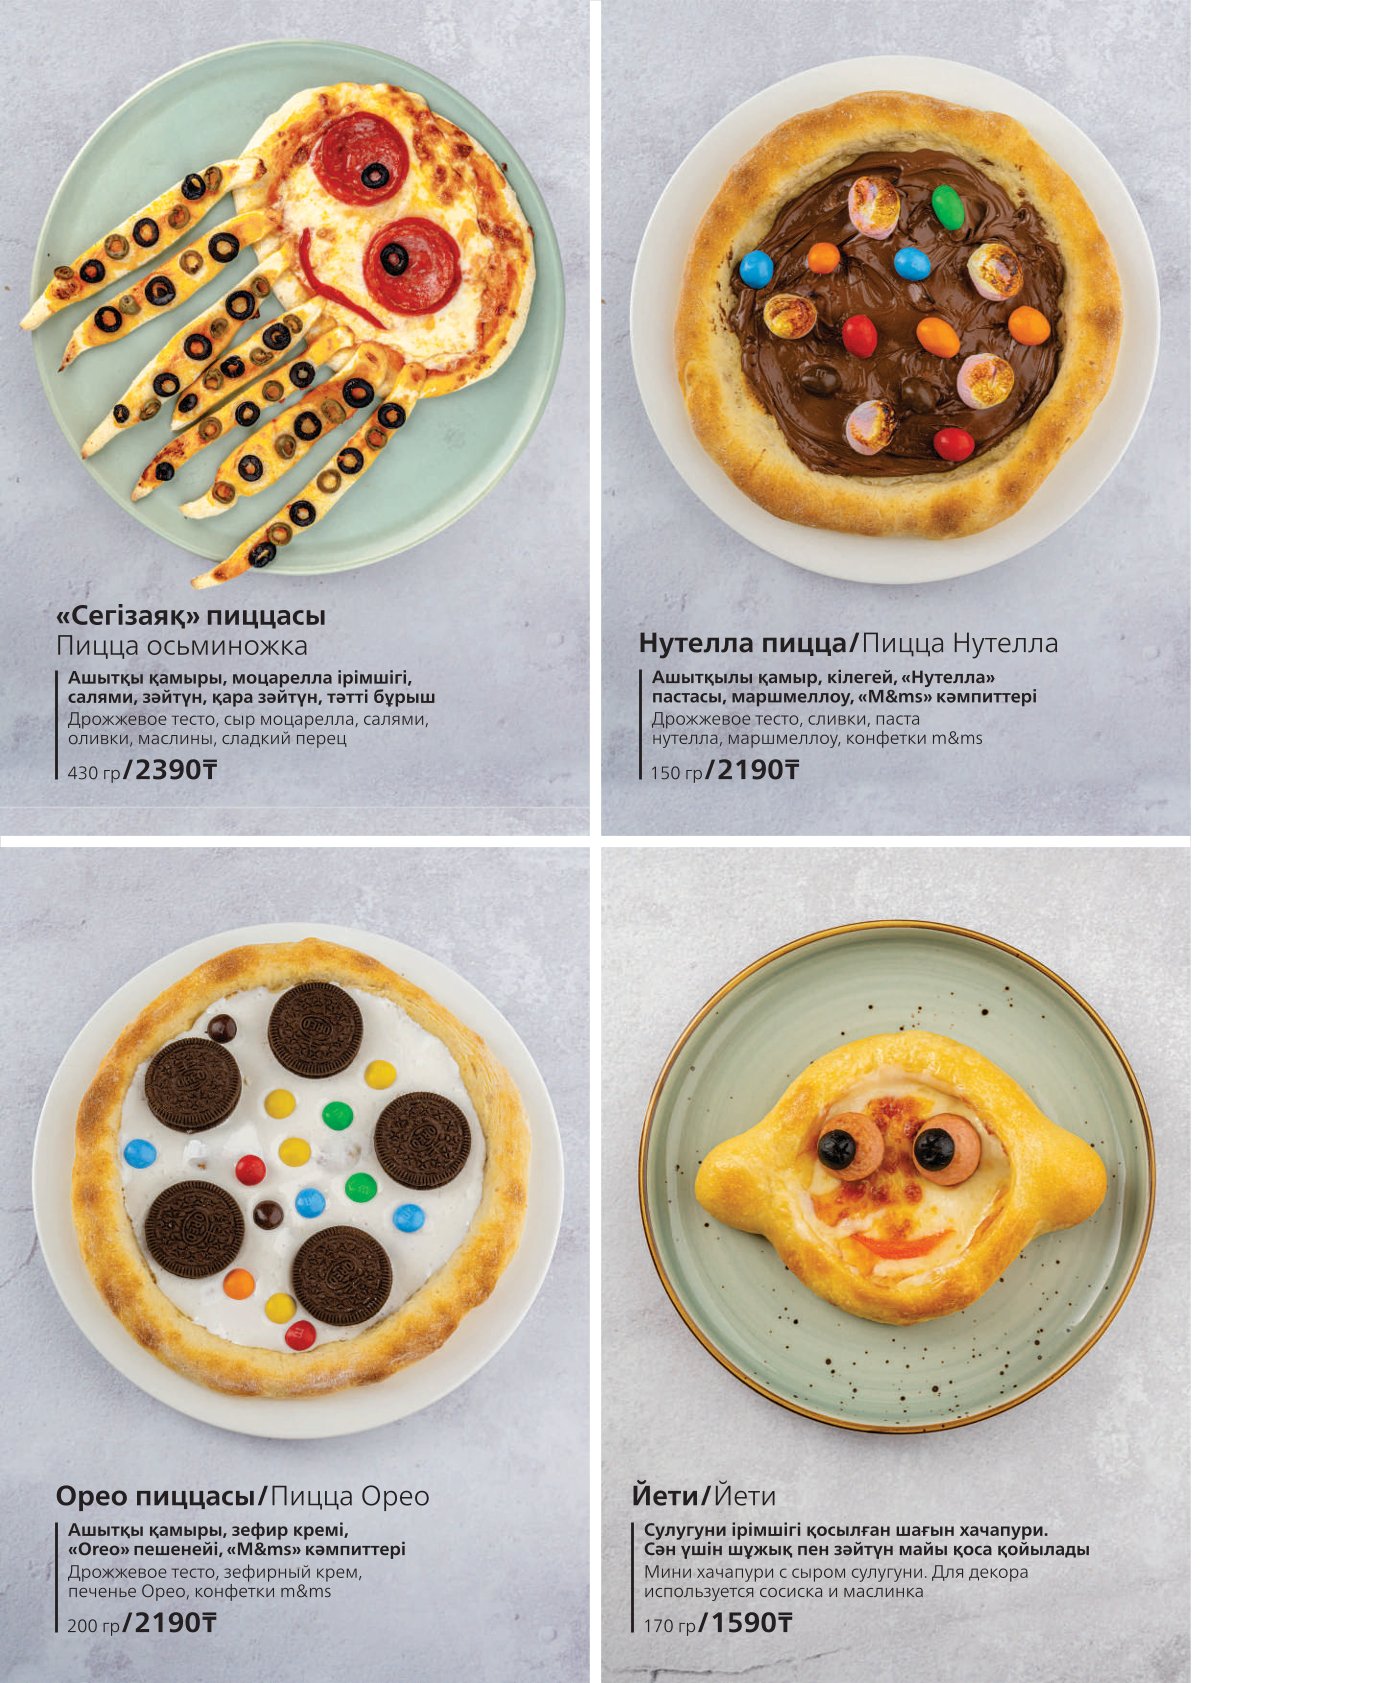 «Сегізаяқ» пиццасы
Пицца осьминожка
Ашытқы қамыры, моцарелла ірімшігі,
салями, зәйтүн, қара зәйтүн, тәтті бұрыш
Дрожжевое тесто, сыр моцарелла, салями,
оливки, маслины, сладкий перец
430 гр/2390₸
Нутелла пицца/Пицца Нутелла
Ашытқылы қамыр, кілегей, «Нутелла»
пастасы, маршмеллоу, «M&ms» кәмпиттері
Дрожжевое тесто, сливки, паста
нутелла, маршмеллоу, конфетки m&ms
150 гр/2190₸
Орео пиццасы/Пицца Орео
Ашытқы қамыры, зефир кремі,
«Oreo» пешенейі, «M&ms» кәмпиттері
Дрожжевое тесто, зефирный крем,
печенье Орео, конфетки m&ms
200 гр/2190₸
Йети/Йети
Сулугуни ірімшігі қосылған шағын хачапури.
Сән үшін шұжық пен зәйтүн майы қоса қойылады
Мини хачапури с сыром сулугуни. Для декора
используется сосиска и маслинка
170 гр/1590₸